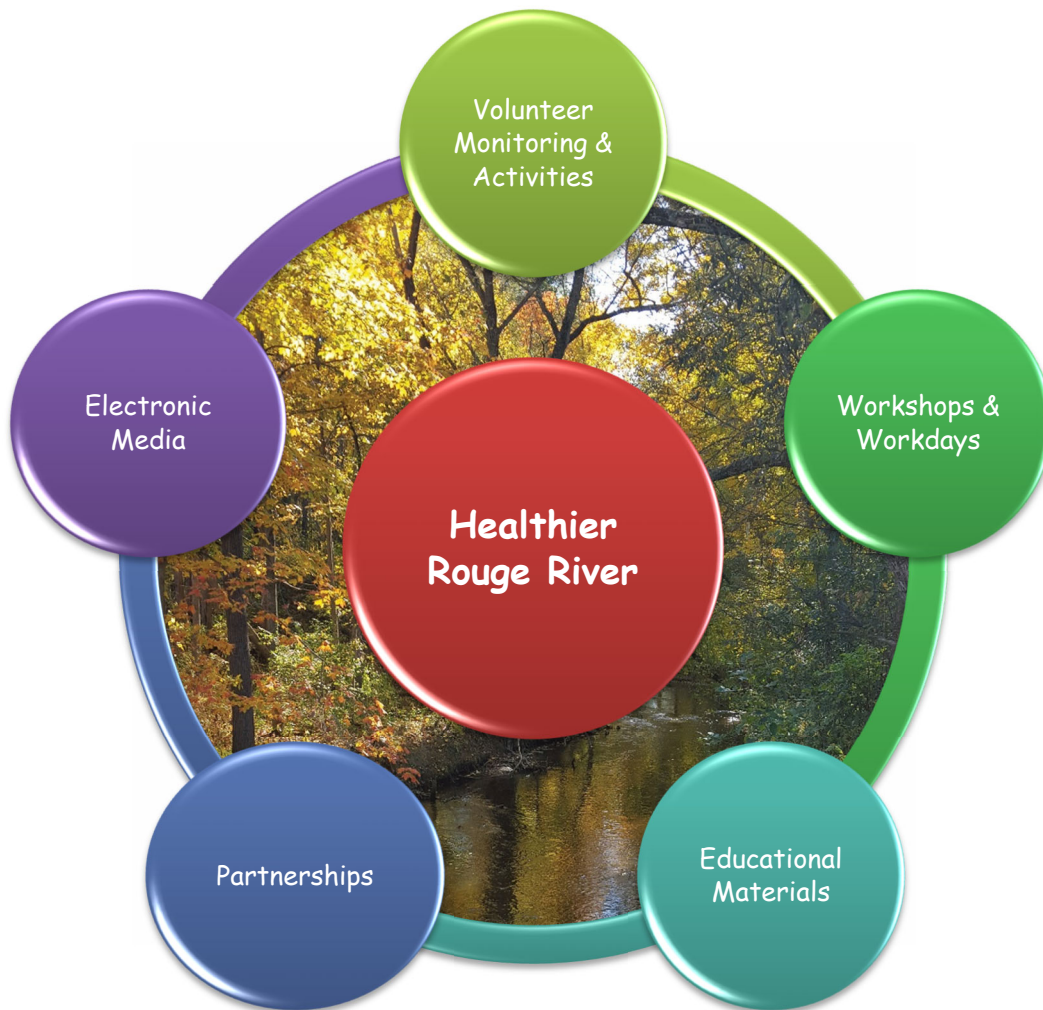 Volunteer
Monitoring &
Activities
Electronic
Media
Workshops &
Workdays
Healthier
Rouge River
Partnerships
Educational
Materials